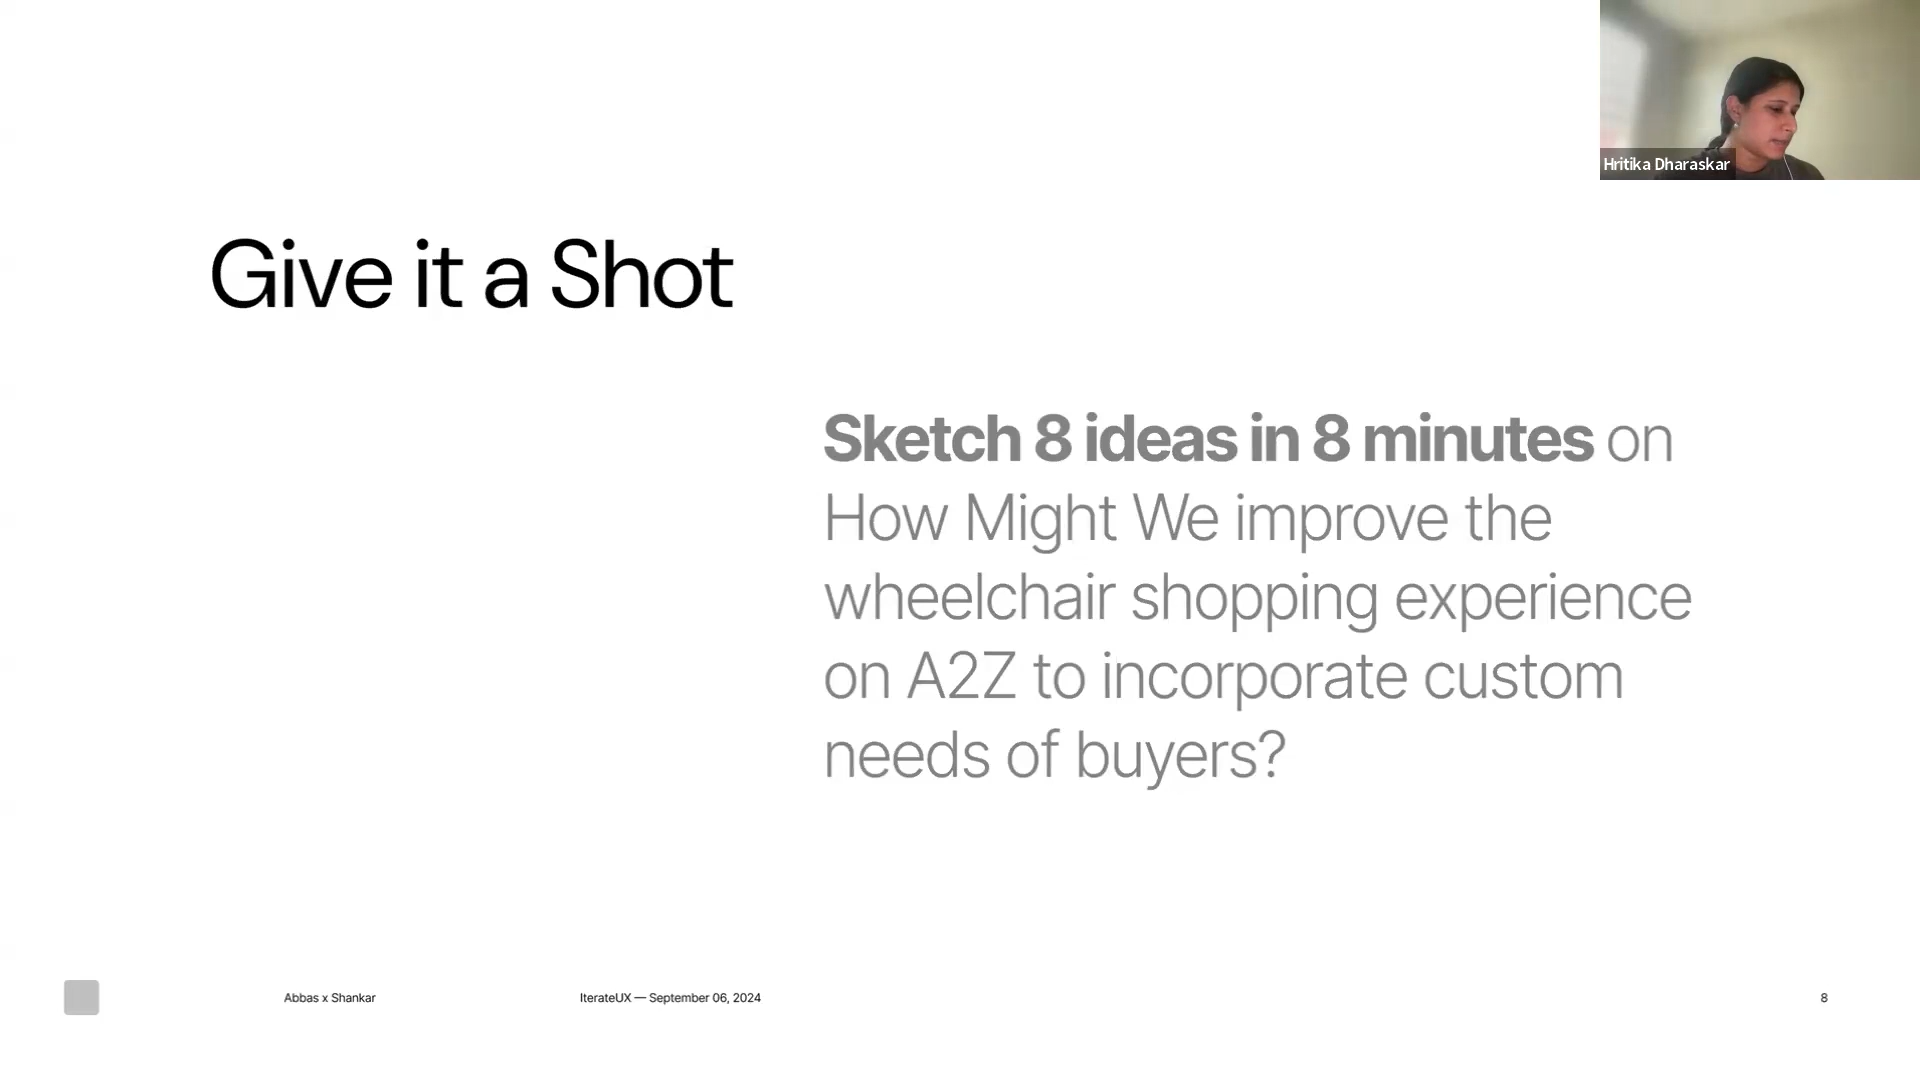 Hritika Dharaskar
Give it a Shot
Sketch 8 ideas in 8 minutes on
How Might We improve the
wheelchair shopping experience
on A2Z to incorporate custom
needs of buyers?
Abbas x Shankar
IterateUX — September 06, 2024
8